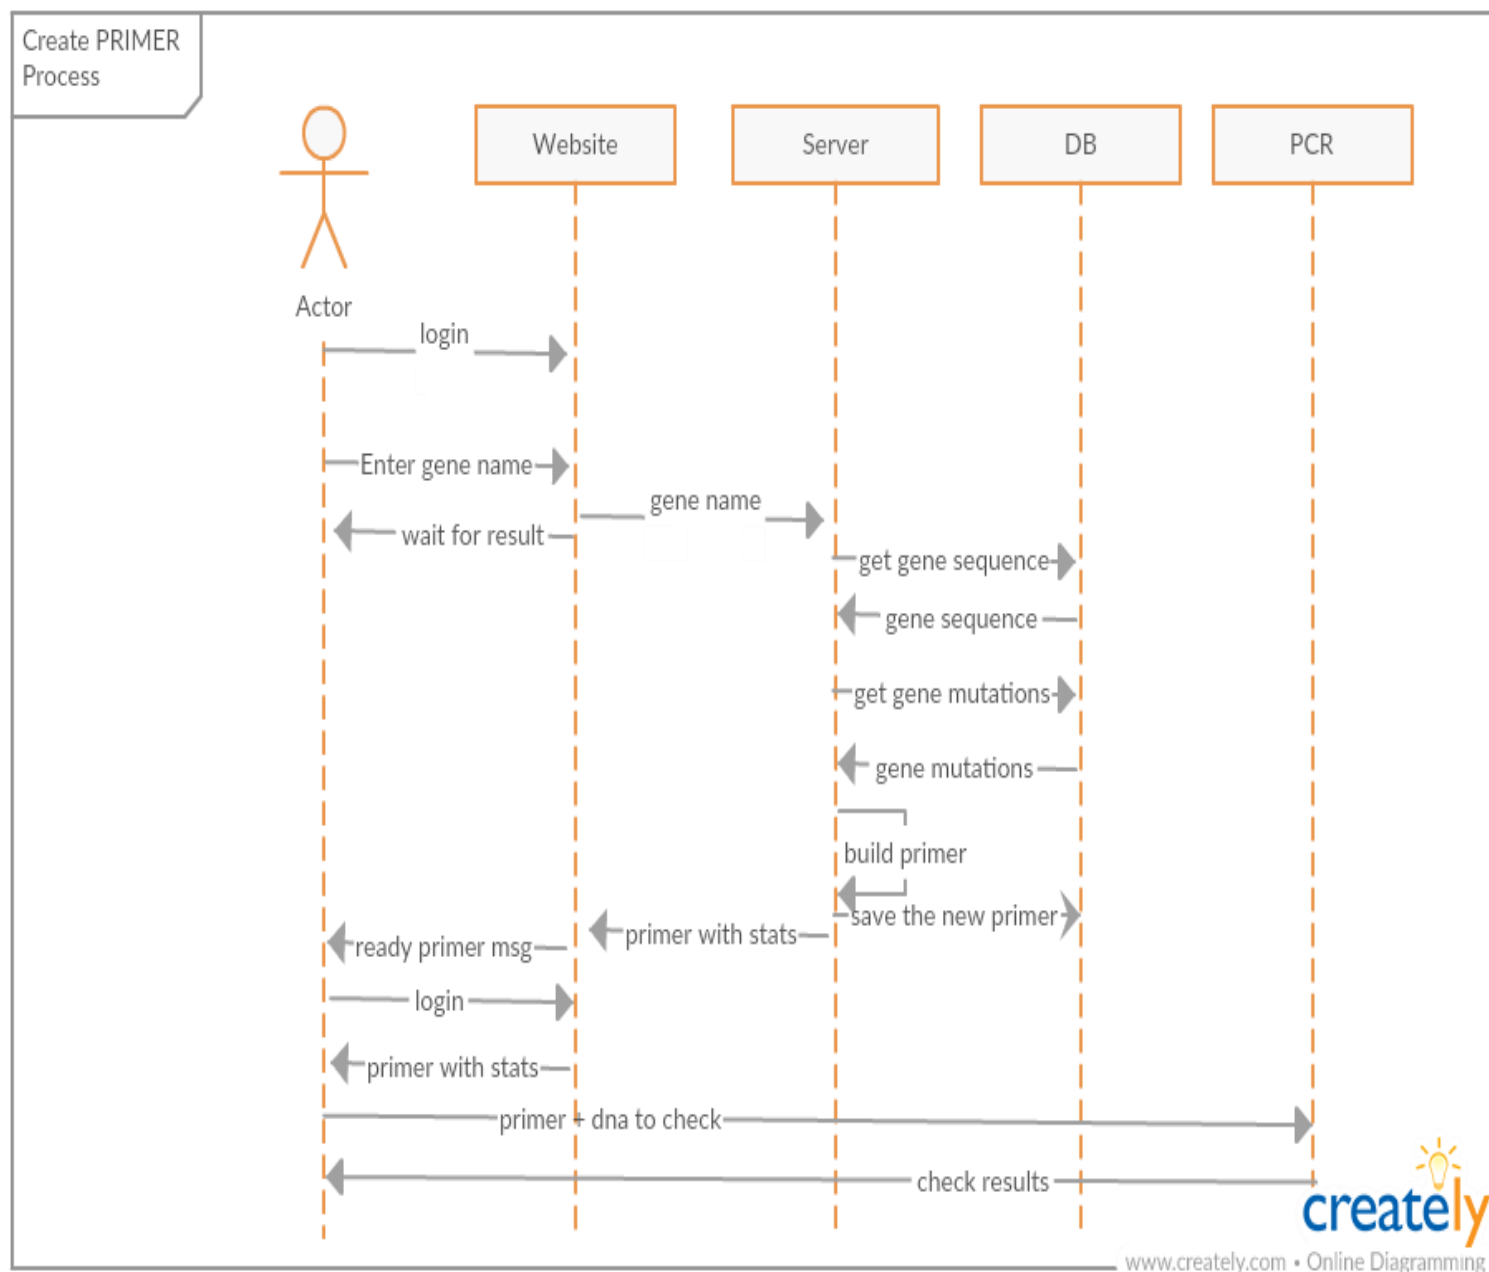 Create PRIMER
Process
Website
Server
DB
PCR
Actor
login
Enter gene name
gene name
wait for result
get gene sequence
gene sequence
get gene mutations
gene mutations
build primer
save the new primer
primer with stats
ready primer msg
login
primer with stats
primer + dna to check
check results
creately
www.creately.com • Online Diagramming